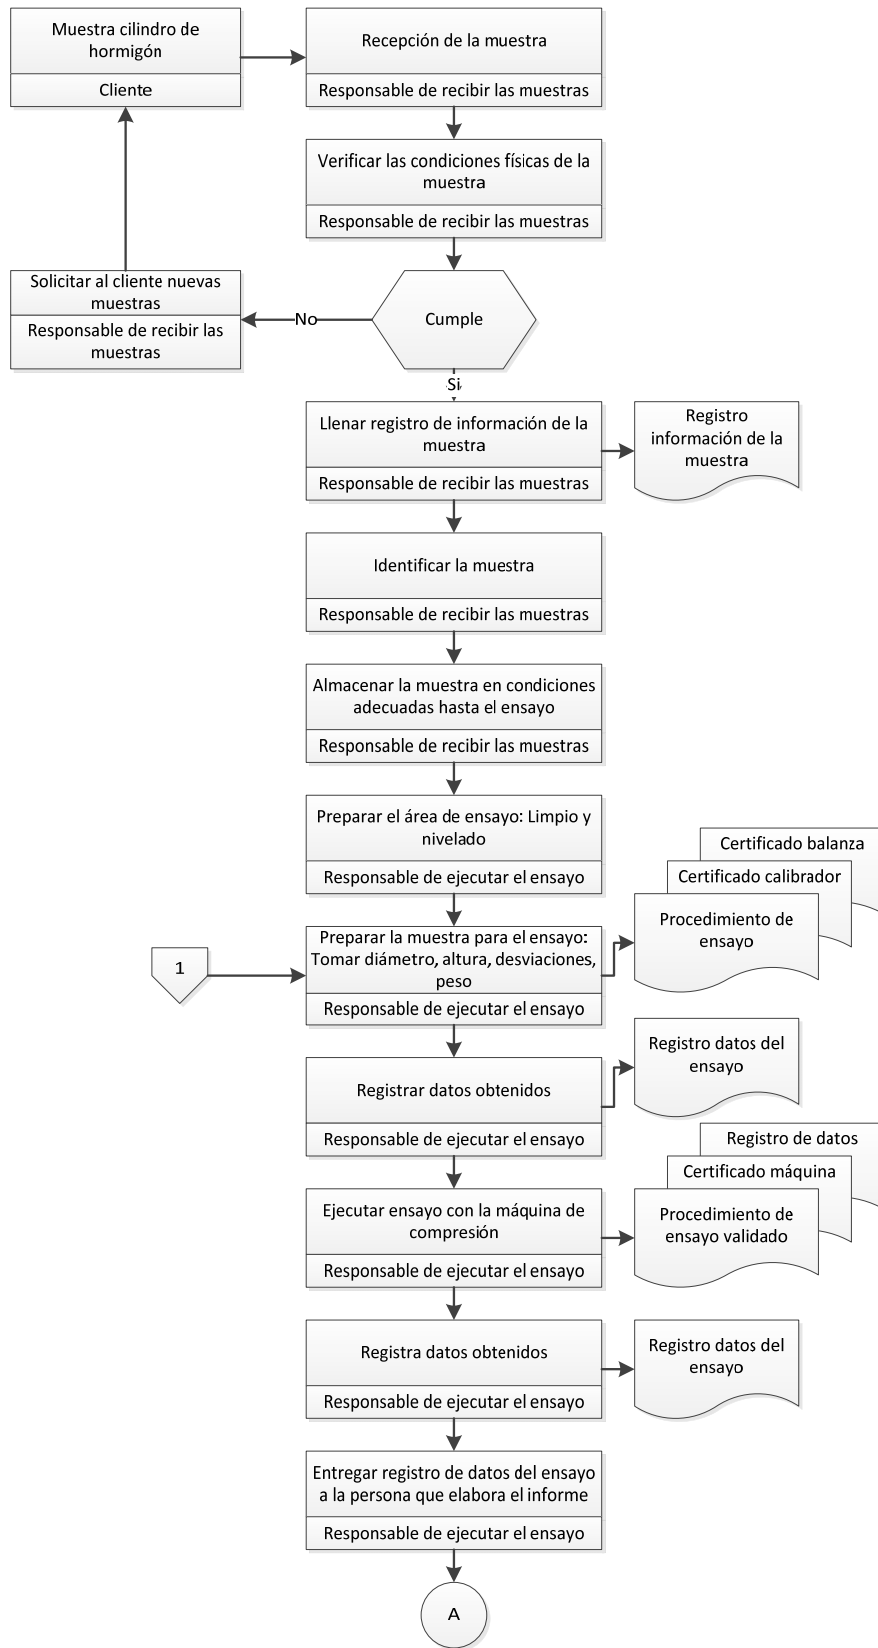 Muestra cilindro de
hormigón
Cliente
Recepción de la muestra
Responsable de recibir las muestras
Verificar las condiciones físicas de la
muestra
Responsable de recibir las muestras
Solicitar al cliente nuevas
muestras
Responsable de recibir las
muestras
No
Cumple
Si
Llenar registro de información de la
muestra
Responsable de recibir las muestras
Registro
información de la
muestra
Identificar la muestra
Responsable de recibir las muestras
Almacenar la muestra en condiciones
adecuadas hasta el ensayo
Responsable de recibir las muestras
Preparar el área de ensayo: Limpio y
nivelado
Responsable de ejecutar el ensayo
Certificado balanza
Certificado calibrador
Procedimiento de
ensayo
1
Preparar la muestra para el ensayo:
Tomar diámetro, altura, desviaciones,
peso
Responsable de ejecutar el ensayo
Registrar datos obtenidos
Responsable de ejecutar el ensayo
Registro datos del
ensayo
Registro de datos
Certificado máquina
Procedimiento de
ensayo validado
Ejecutar ensayo con la máquina de
compresión
Responsable de ejecutar el ensayo
Registra datos obtenidos
Responsable de ejecutar el ensayo
Registro datos del
ensayo
Entregar registro de datos del ensayo
a la persona que elabora el informe
Responsable de ejecutar el ensayo
A